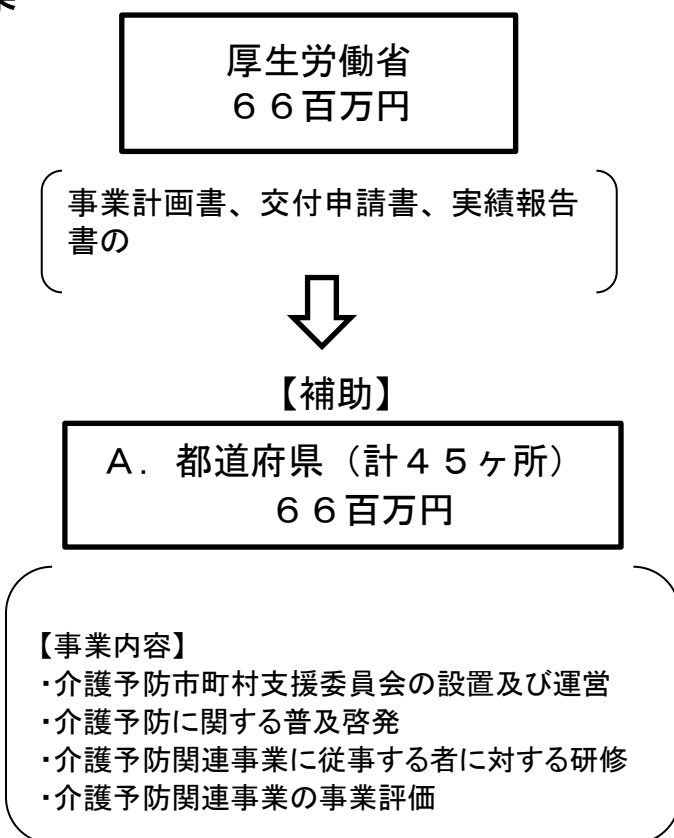 厚生労働省
６６百万円
事業計画書、交付申請書、実績報告
書の
【補助】
Ａ．都道府県（計４５ヶ所）
６６百万円
【事業内容】
・介護予防市町村支援委員会の設置及び運営
・介護予防に関する普及啓発
・介護予防関連事業に従事する者に対する研修
・介護予防関連事業の事業評価